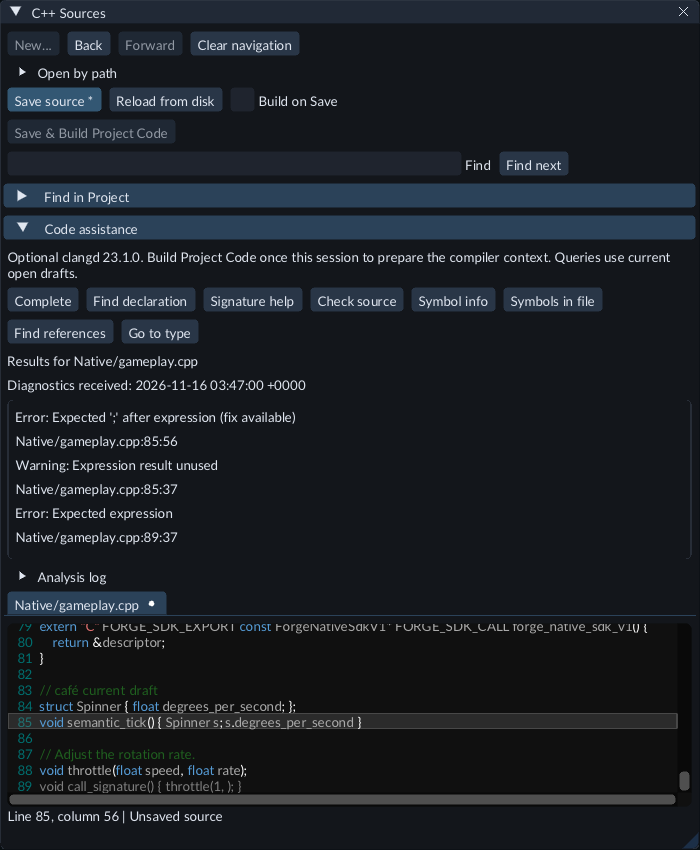 C++ Sources
New... Back Forward Clear navigation
Open by path
Save source * Reload from disk Build on Save
Save & Build Project Code
Find Find next
Find in Project
Code assistance
Optional clangd 23.1.0. Build Project Code once this session to prepare the compiler context. Queries use current
open drafts.
Complete Find declaration Signature help Check source Symbol info Symbols in file
Find references Go to type
Results for Native/gameplay.cpp
Diagnostics received: 2026-11-16 03:47:00 +0000
Error: Expected ';' after expression (fix available)
Native/gameplay.cpp:85:56
Warning: Expression result unused
Native/gameplay.cpp:85:37
Error: Expected expression
Native/gameplay.cpp:89:37
Analysis log
Native/gameplay.cpp
79 extern "C" FORGE_SDK_EXPORT const ForgeNativeSdkV1* FORGE_SDK_CALL forge_native_sdk_v1() {
80 return &descriptor;
81 }
82
83 // café current draft
84 struct Spinner { float degrees_per_second; };
85 void semantic_tick() { Spinner s; s.degrees_per_second }
86
87 // Adjust the rotation rate.
88 void throttle(float speed, float rate);
89 void call_signature() { throttle(1, ); }
Line 85, column 56 | Unsaved source